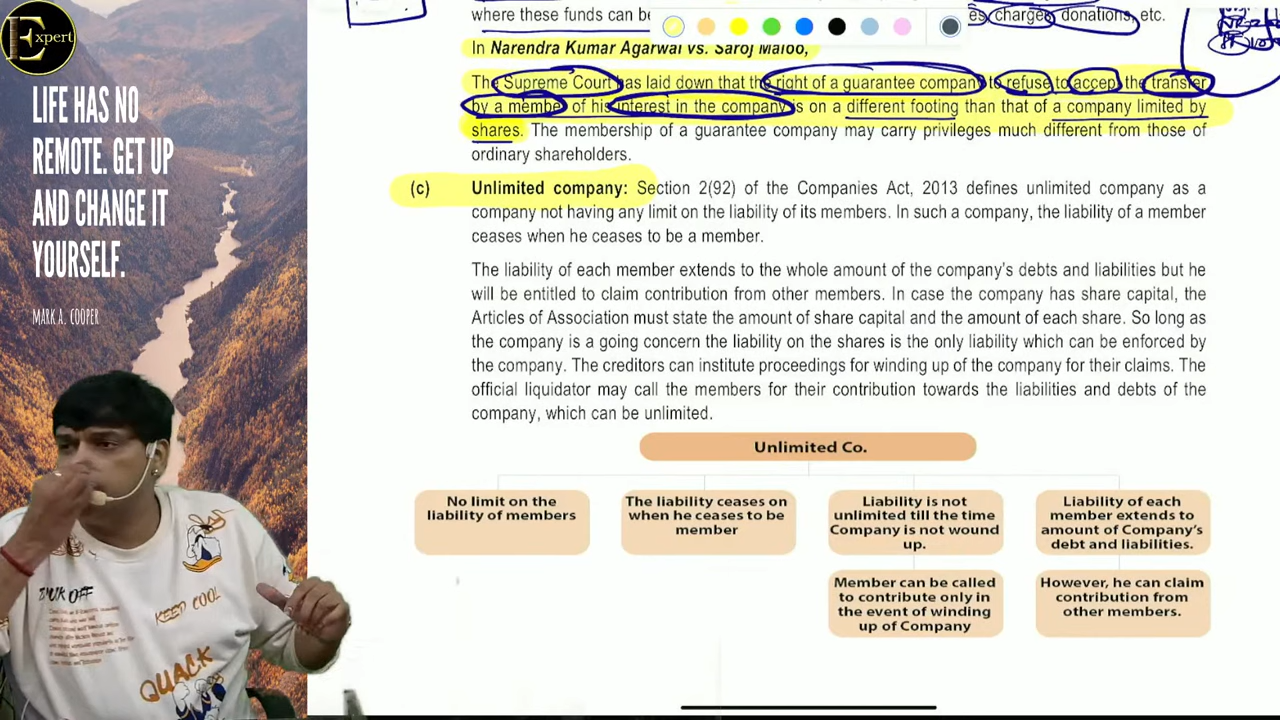 Expert
LIFE HAS NO
REMOTE. GET UP
AND CHANGE IT
YOURSELF.
MARK A. COOPER
where these funds can be
es, charges, donations, etc.
In Narendra Kumar Agarwal vs. Saroj Maloo,
The Supreme Court has laid down that the right of a guarantee company to refuse to accept the transfer
by a member of his interest in the company is on a different footing than that of a company limited by
shares. The membership of a guarantee company may carry privileges much different from those of
ordinary shareholders.
(c) Unlimited company: Section 2(92) of the Companies Act, 2013 defines unlimited company as a
company not having any limit on the liability of its members. In such a company, the liability of a member
ceases when he ceases to be a member.
The liability of each member extends to the whole amount of the company's debts and liabilities but he
will be entitled to claim contribution from other members. In case the company has share capital, the
Articles of Association must state the amount of share capital and the amount of each share. So long as
the company is a going concern the liability on the shares is the only liability which can be enforced by
the company. The creditors can institute proceedings for winding up of the company for their claims. The
official liquidator may call the members for their contribution towards the liabilities and debts of the
company, which can be unlimited.
Unlimited Co.
No limit on the
liability of members
The liability ceases on
when he ceases to be
member
Liability is not
unlimited till the time
Company is not wound
up.
Liability of each
member extends to
amount of Company's
debt and liabilities.
Member can be called
to contribute only in
the event of winding
up of Company
However, he can claim
contribution from
other members.
OFF
KEEP COOL
QUACK